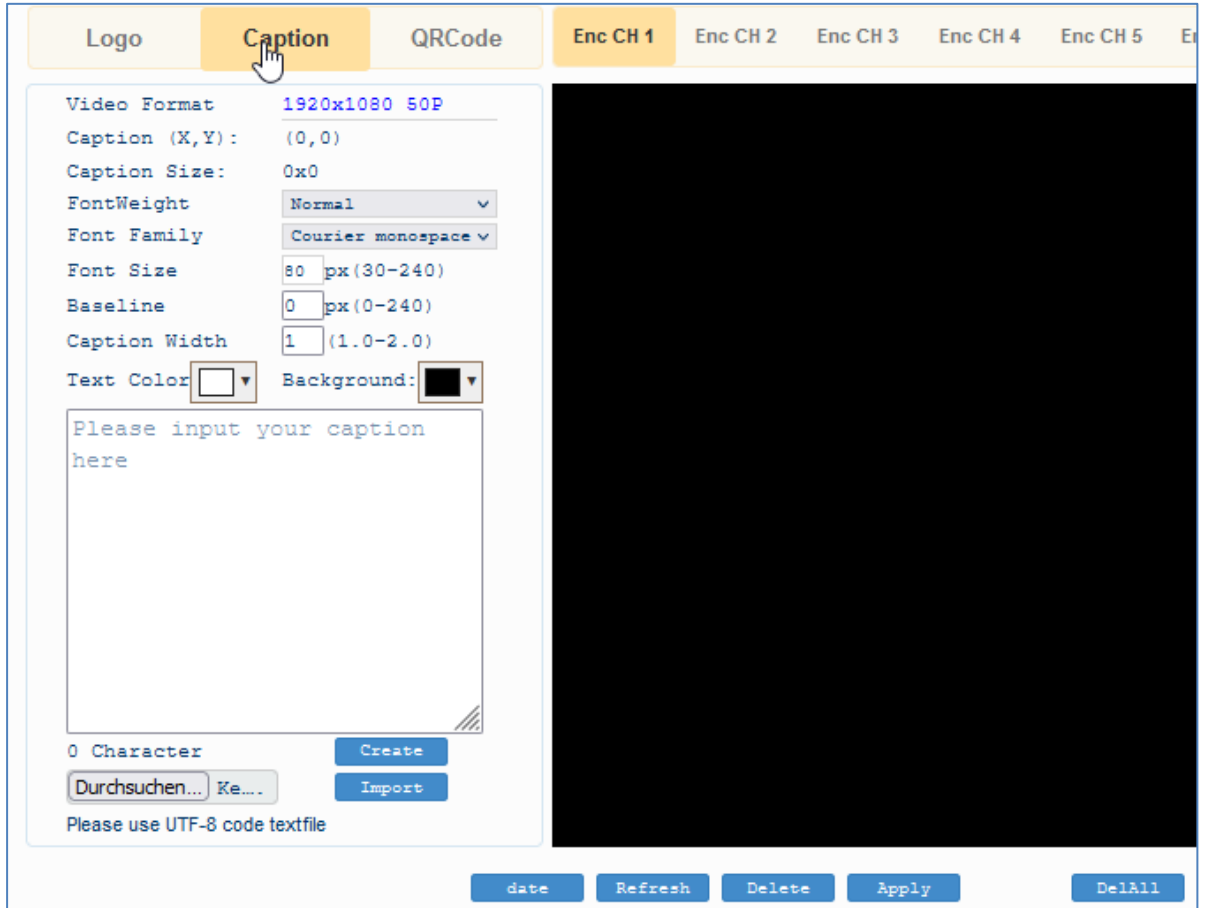 Logo Caption QRCode Enc CH 1 Enc CH 2 Enc CH 3 Enc CH 4 Enc CH 5
Video Format 1920x1080 50P
Caption (X,Y): (0,0)
Caption Size: 0x0
FontWeight Normal
Font Family Courier monospace
Font Size 80 px(30-240)
Baseline 0 px(0-240)
Caption Width 1 (1.0-2.0)
Text Color Background:
Please input your caption
here
0 Character Create
Durchsuchen... Ke.... Import
Please use UTF-8 code textfile
date Refresh Delete Apply DelAll